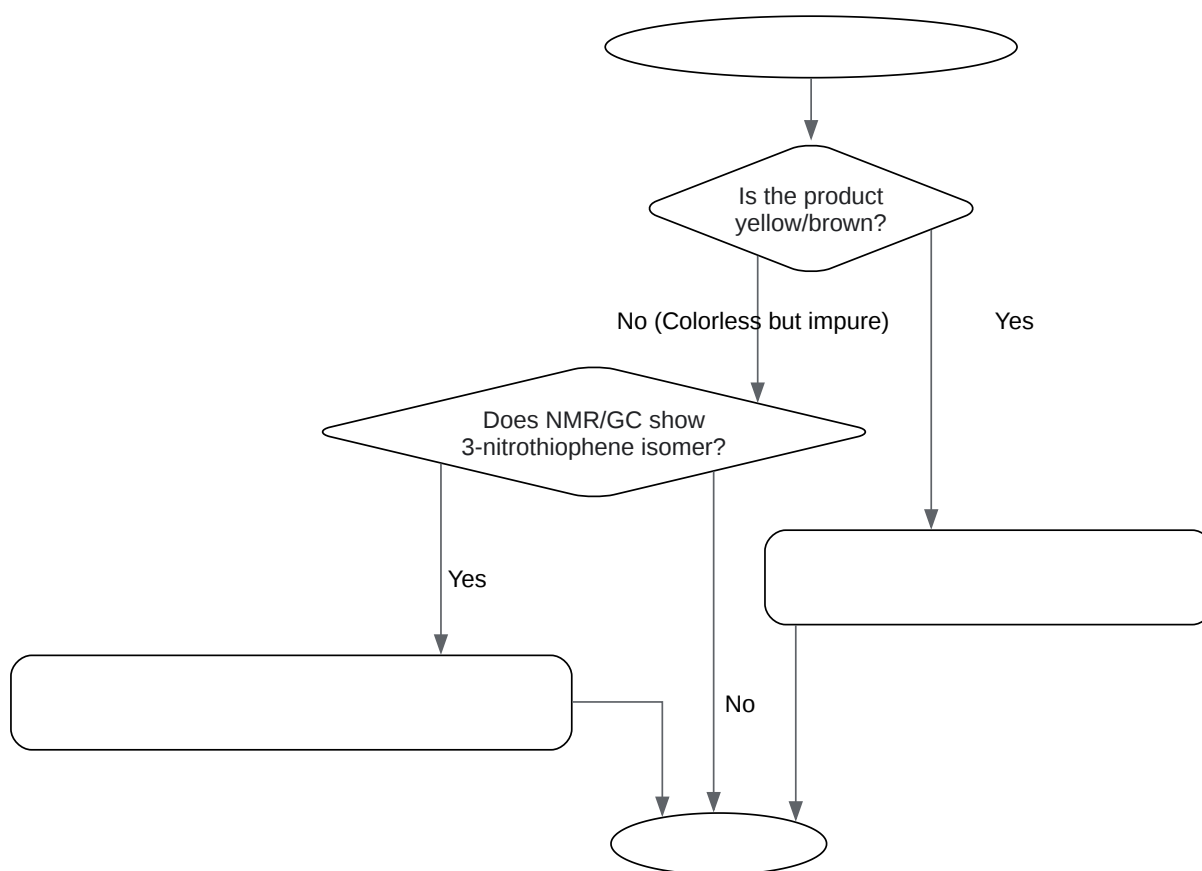 Is the product
yellow/brown?
No (Colorless but impure)
Yes
Does NMR/GC show
3-nitrothiophene isomer?
Yes
No